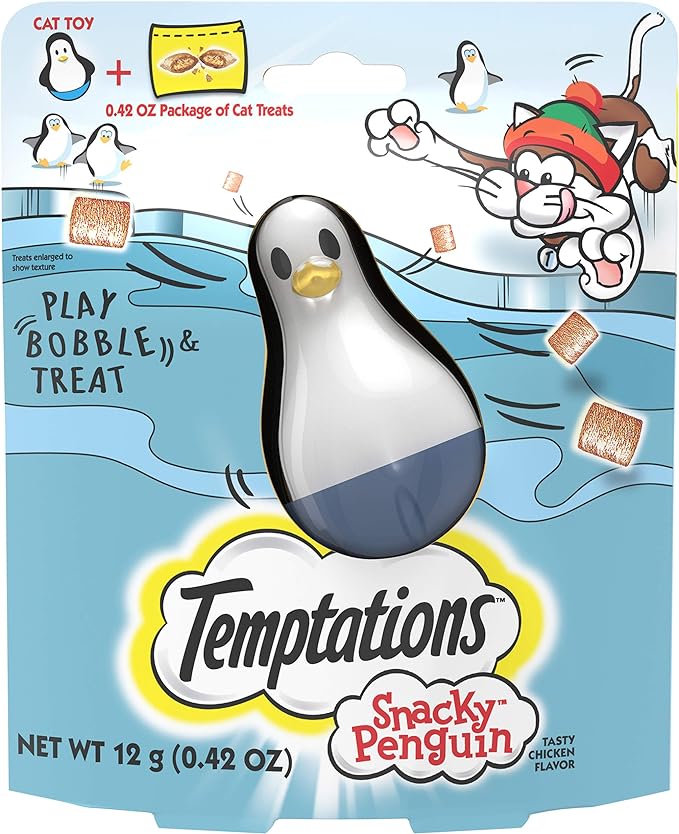 CAT TOY
+
0.42 OZ Package of Cat Treats
Treats enlarged to
show texture
PLAY
BOBBLE &
TREAT
Temptations™
Snacky™
Penguin
NET WT 12 g (0.42 OZ)
TASTY
CHICKEN
FLAVOR